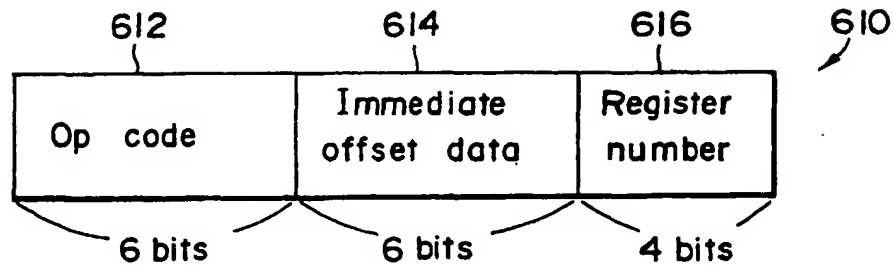 612 614 616 610
Op code
Immediate offset data
Register number
6 bits 6 bits 4 bits